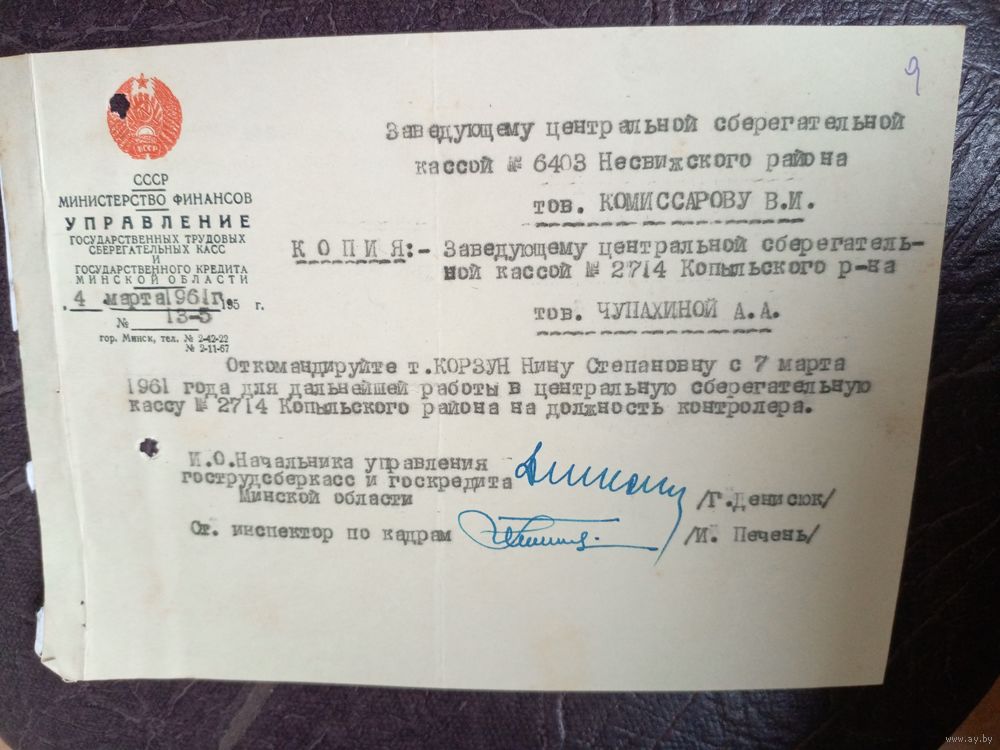 9
БССР
СССР
МИНИСТЕРСТВО ФИНАНСОВ
УПРАВЛЕНИЕ
ГОСУДАРСТВЕННЫХ ТРУДОВЫХ
СБЕРЕГАТЕЛЬНЫХ КАСС
И
ГОСУДАРСТВЕННОГО КРЕДИТА
МИНСКОЙ ОБЛАСТИ
4 марта 1961г. 195 г.
№ 13-5
гор. Минск, тел. № 2-42-22
№ 2-11-67
Заведующему центральной сберегательной
кассой № 6403 Несвижского района
тов. КОМИССАРОВУ В.И.
КОПИЯ:- Заведующему центральной сберегатель-
ной кассой № 2714 Копыльского р-на
тов. ЧУПАХИНОЙ А.А.
Откомандируйте т.КОРЗУН Нину Степановну с 7 марта
1961 года для дальнейшей работы в центральную сберегательную
кассу № 2714 Копыльского района на должность контролера.
И.О.Начальника управления
гострудсберкасс и госкредита
Минской области /Г.Денисюк/
Ст. инспектор по кадрам /И. Печень/
www.ay.by